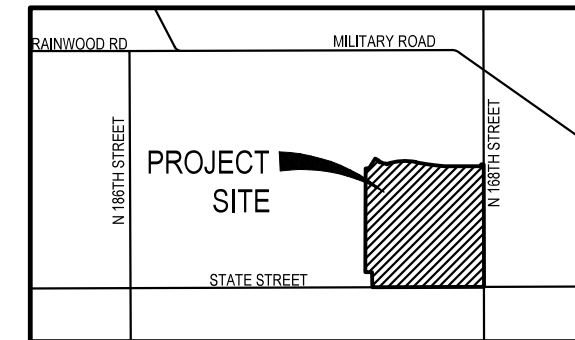 RAINWOOD RD
MILITARY ROAD
N 186TH STREET
PROJECT
SITE
N 168TH STREET
STATE STREET